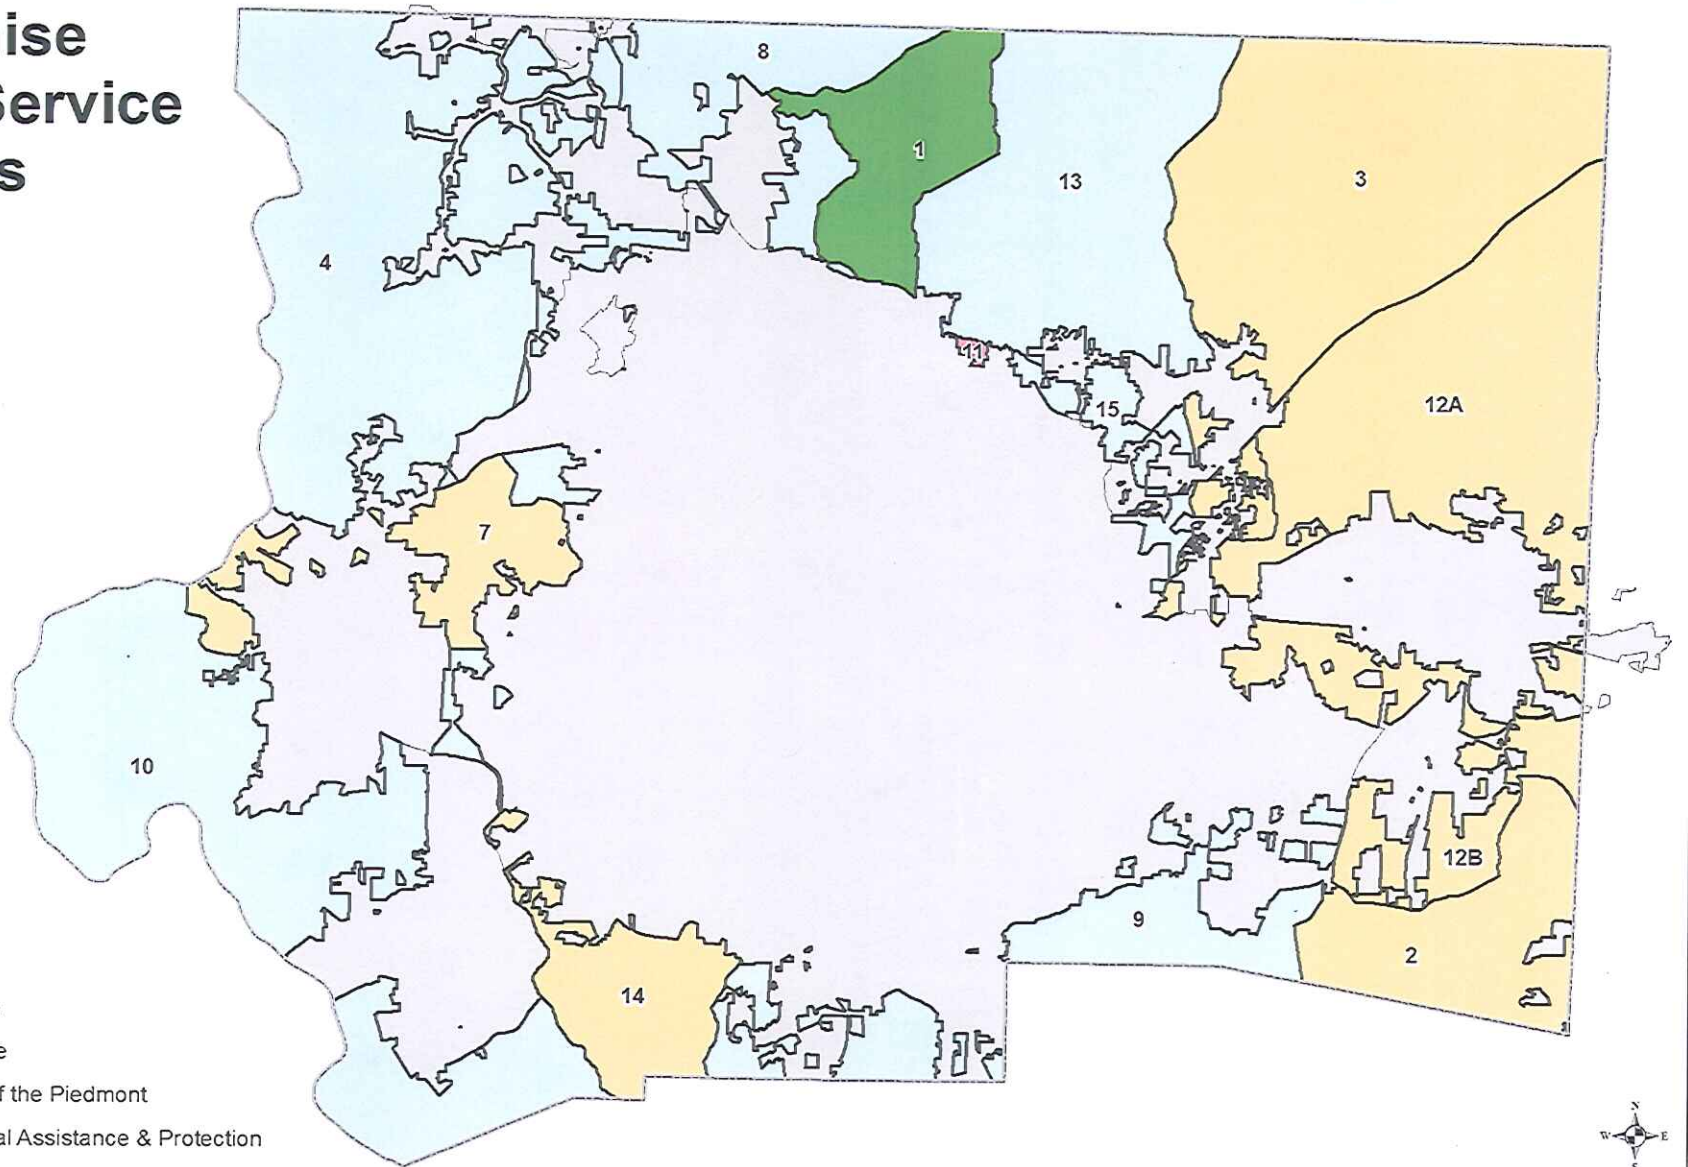 ise
Service
s
8
1
13
3
4
12A
11
15
7
10
12B
9
2
14
e
f the Piedmont
al Assistance & Protection
N
W E
S